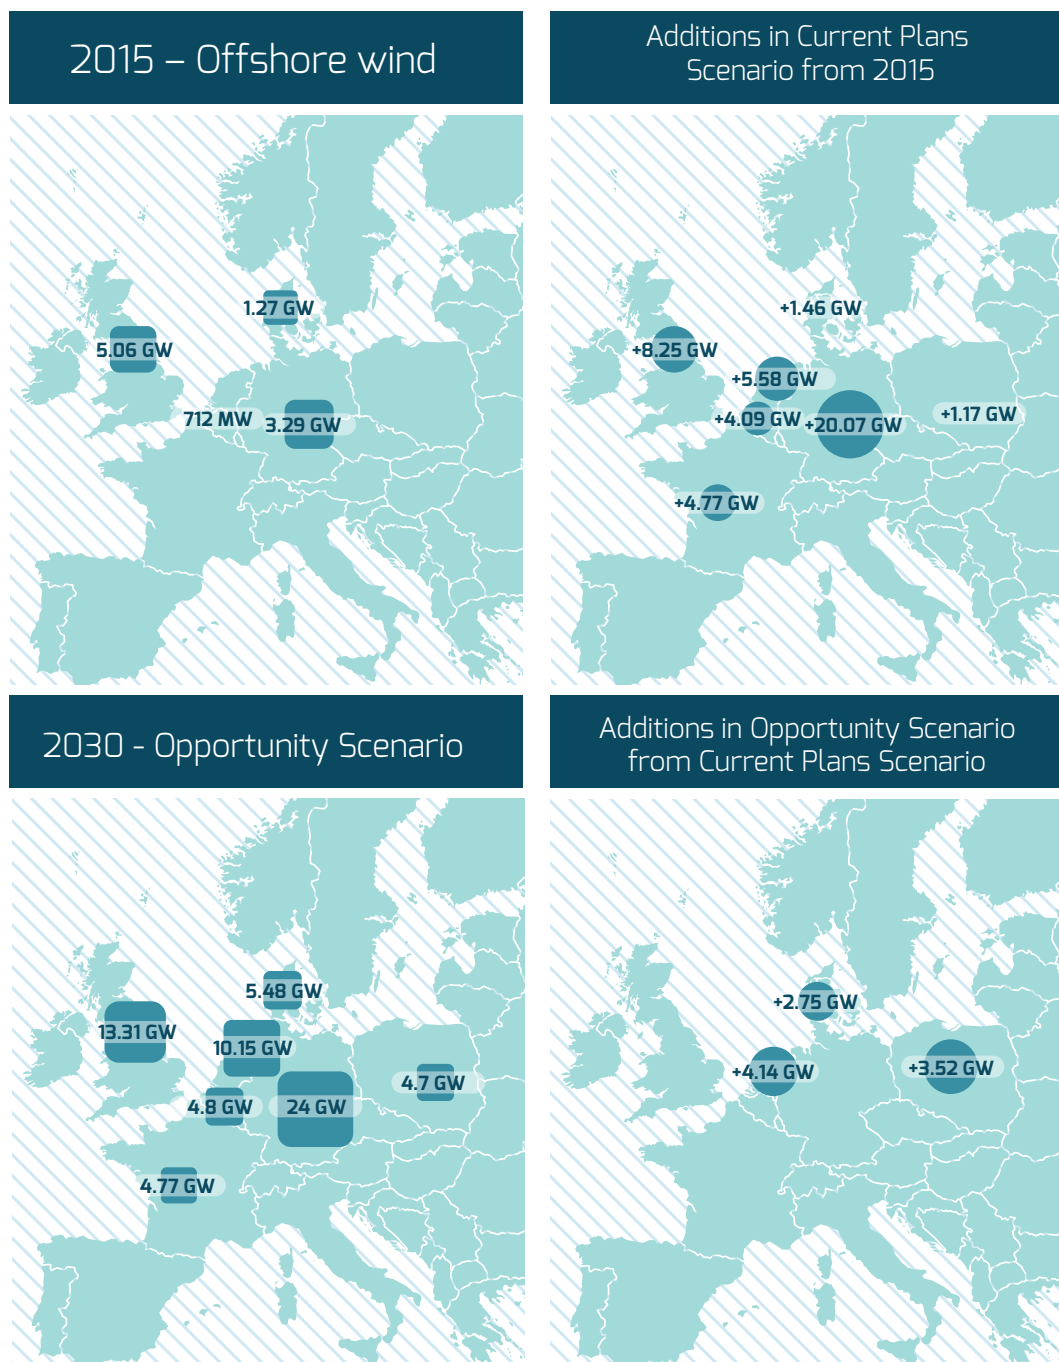 2015 – Offshore wind
1.27 GW
5.06 GW
712 MW
3.29 GW
Additions in Current Plans
Scenario from 2015
+1.46 GW
+8.25 GW
+5.58 GW
+4.09 GW
+20.07 GW
+1.17 GW
+4.77 GW
2030 - Opportunity Scenario
5.48 GW
13.31 GW
10.15 GW
4.7 GW
4.8 GW
24 GW
4.77 GW
Additions in Opportunity Scenario
from Current Plans Scenario
+2.75 GW
+4.14 GW
+3.52 GW